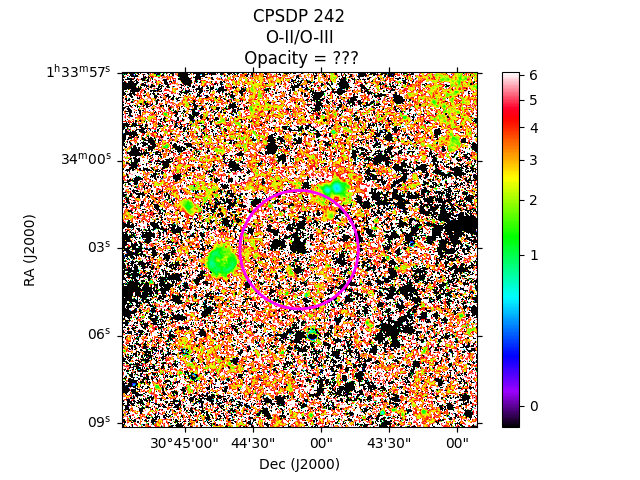 CPSDP 242
O-II/O-III
Opacity = ???
1ʰ33ᵐ57ˢ
34ᵐ00ˢ
03ˢ
06ˢ
09ˢ
RA (J2000)
30°45'00" 44'30" 00" 43'30" 00"
Dec (J2000)
6
5
4
3
2
1
0